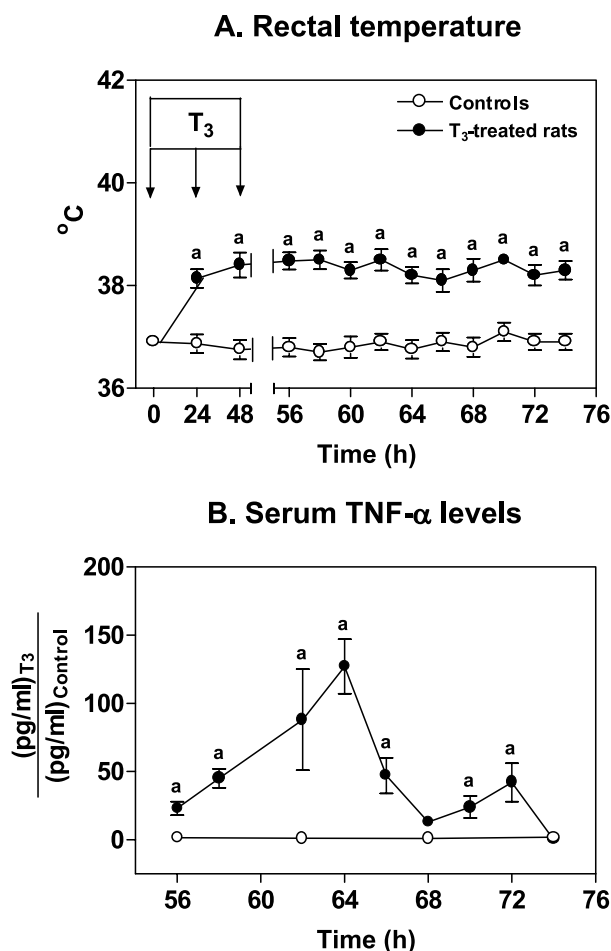 A. Rectal temperature
42
40
38
36
°C
T3
Controls
T3-treated rats
a a a a a a a a a a a a
0 24 48 56 60 64 68 72 76
Time (h)
B. Serum TNF-α levels
200
150
100
50
0
(pg/ml)T3
(pg/ml)Control
a a a a a a a
56 60 64 68 72 76
Time (h)